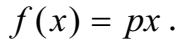 f(x) = px.